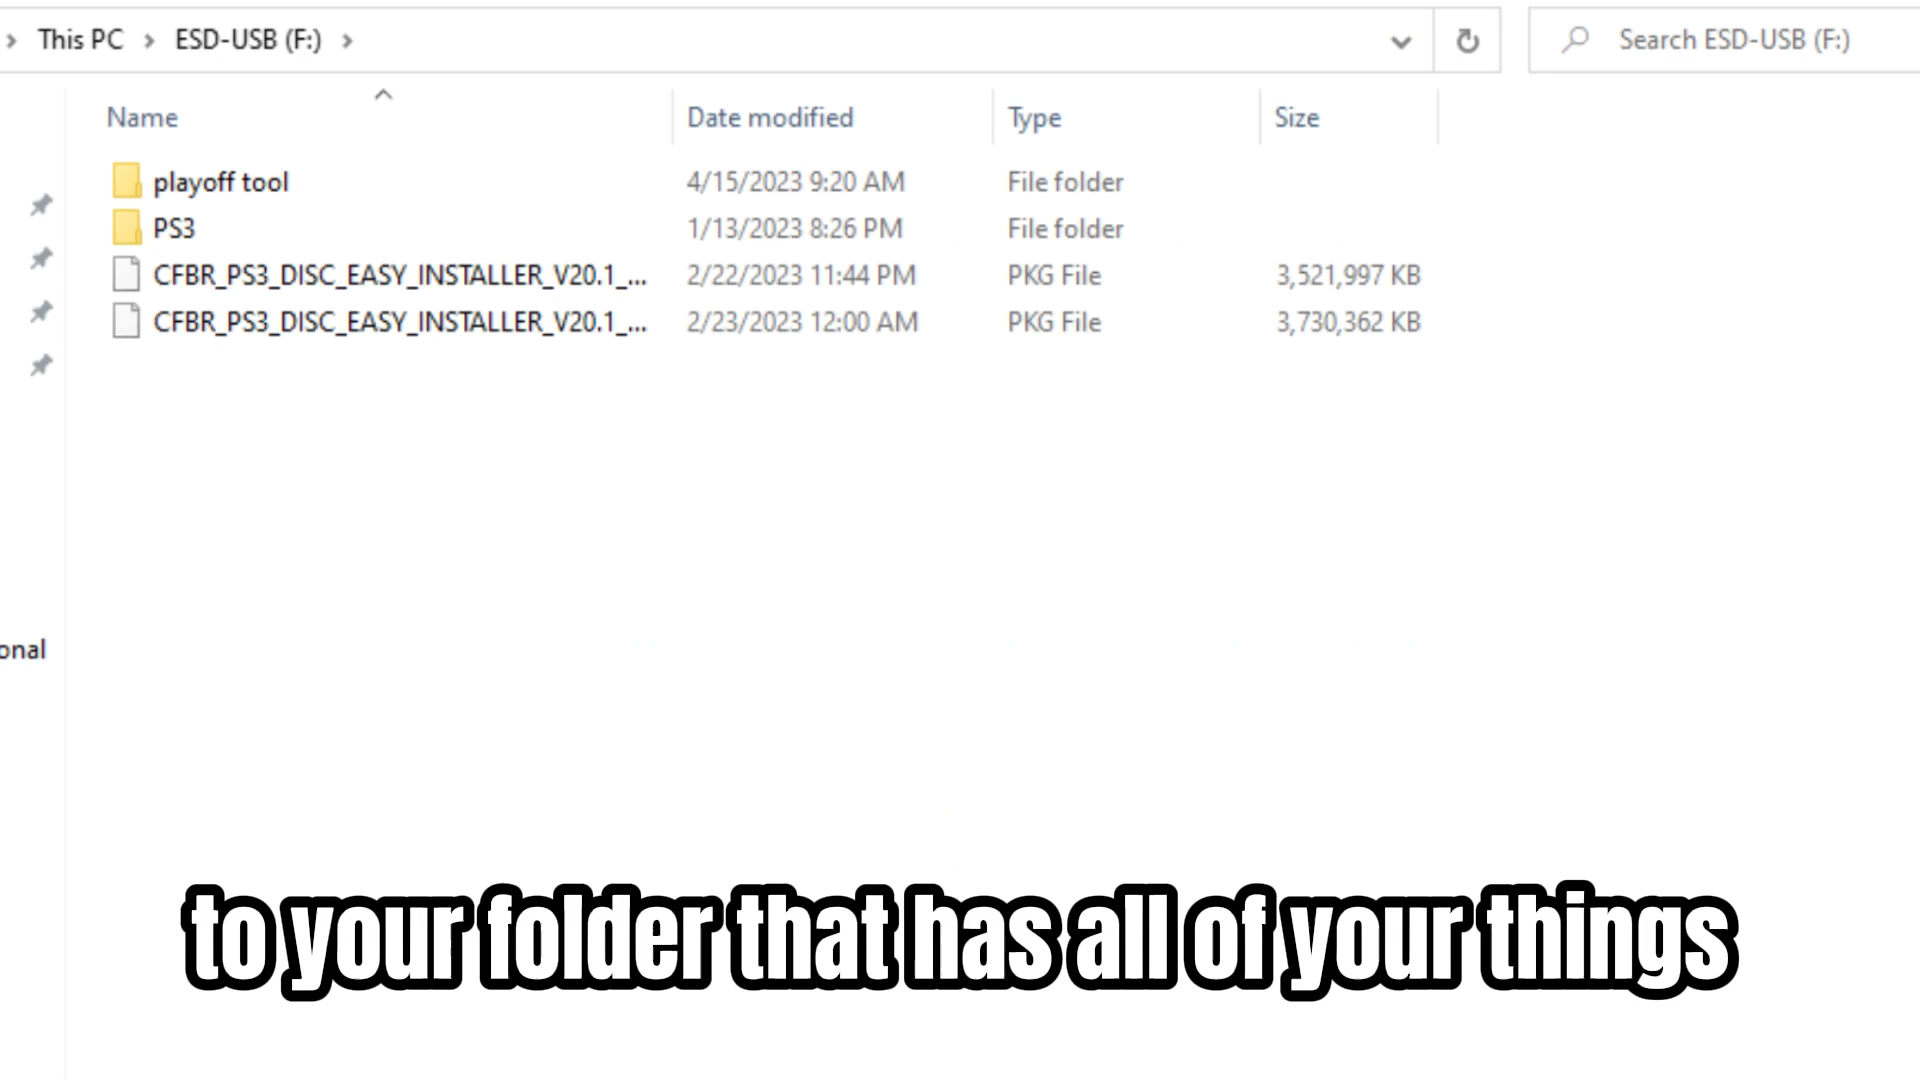 This PC > ESD-USB (F:) >
Search ESD-USB (F:)
Name Date modified Type Size
playoff tool 4/15/2023 9:20 AM File folder
PS3 1/13/2023 8:26 PM File folder
CFBR_PS3_DISC_EASY_INSTALLER_V20.1_... 2/22/2023 11:44 PM PKG File 3,521,997 KB
CFBR_PS3_DISC_EASY_INSTALLER_V20.1_... 2/23/2023 12:00 AM PKG File 3,730,362 KB
onal
to your folder that has all of your things